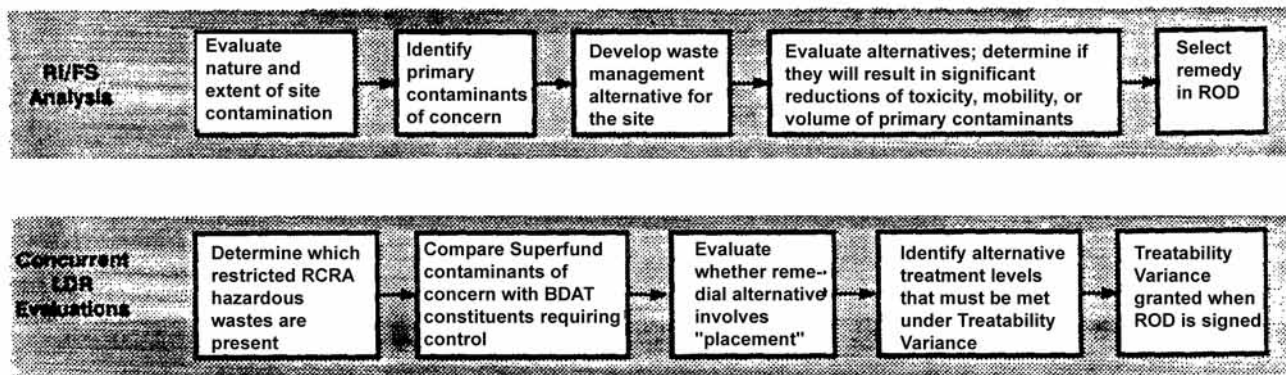 RI/FS
Analysis
Evaluate
nature and
extent of site
contamination
Identify
primary
contaminants
of concern
Develop waste
management
alternative for
the site
Evaluate alternatives; determine if
they will result in significant
reductions of toxicity, mobility, or
volume of primary contaminants
Select
remedy
in ROD
Concurrent
LDR
Evaluations
Determine which
restricted RCRA
hazardous
wastes are
present
Compare Superfund
contaminants of
concern with BDAT
constituents requiring
control
Evaluate
whether reme-
dial alternative
involves
"placement"
Identify alternative
treatment levels
that must be met
under Treatability
Variance
Treatability
Variance
granted when
ROD is signed.